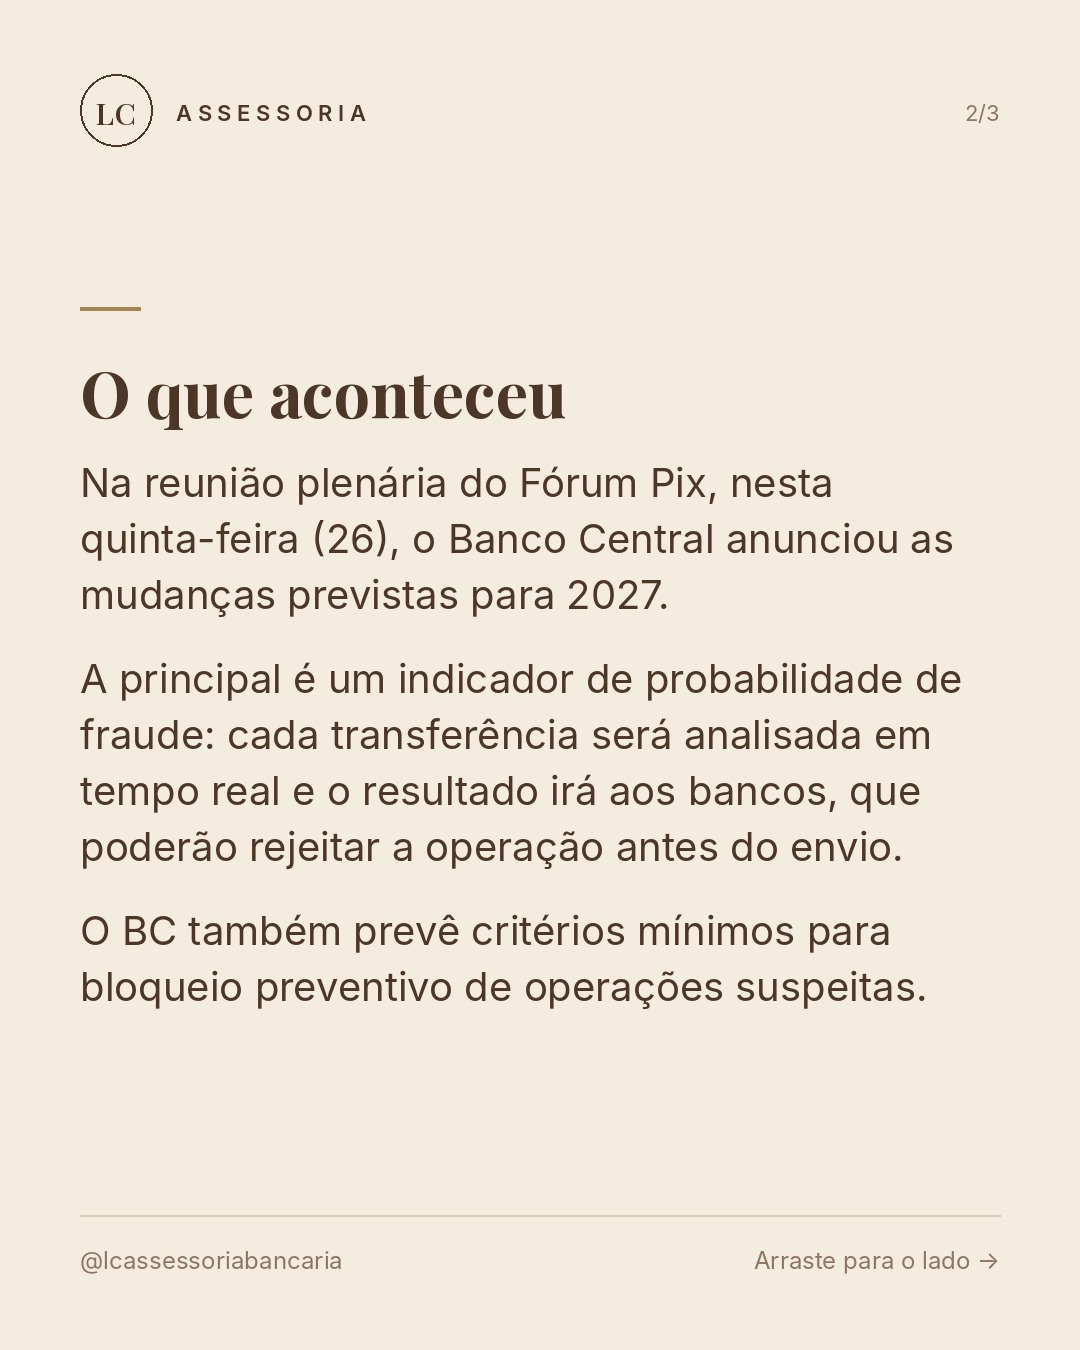 LC ASSESSORIA 2/3
O que aconteceu
Na reunião plenária do Fórum Pix, nesta
quinta-feira (26), o Banco Central anunciou as
mudanças previstas para 2027.
A principal é um indicador de probabilidade de
fraude: cada transferência será analisada em
tempo real e o resultado irá aos bancos, que
poderão rejeitar a operação antes do envio.
O BC também prevê critérios mínimos para
bloqueio preventivo de operações suspeitas.
@lcassessoriabancaria Arraste para o lado →